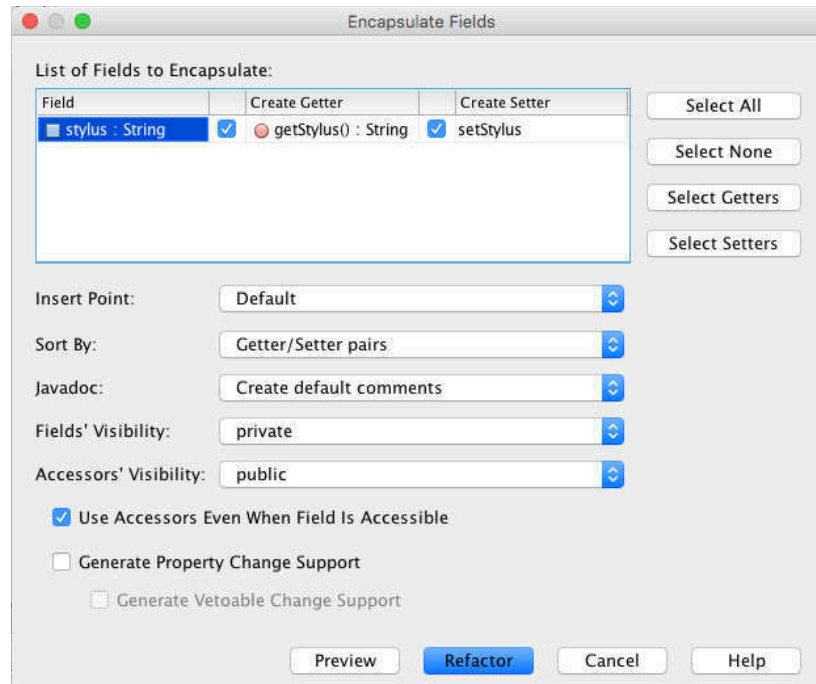 Encapsulate Fields
List of Fields to Encapsulate:
Field Create Getter Create Setter
stylus : String getStylus() : String setStylus
Select All
Select None
Select Getters
Select Setters
Insert Point: Default
Sort By: Getter/Setter pairs
Javadoc: Create default comments
Fields' Visibility: private
Accessors' Visibility: public
Use Accessors Even When Field Is Accessible
Generate Property Change Support
Generate Vetoable Change Support
Preview Refactor Cancel Help